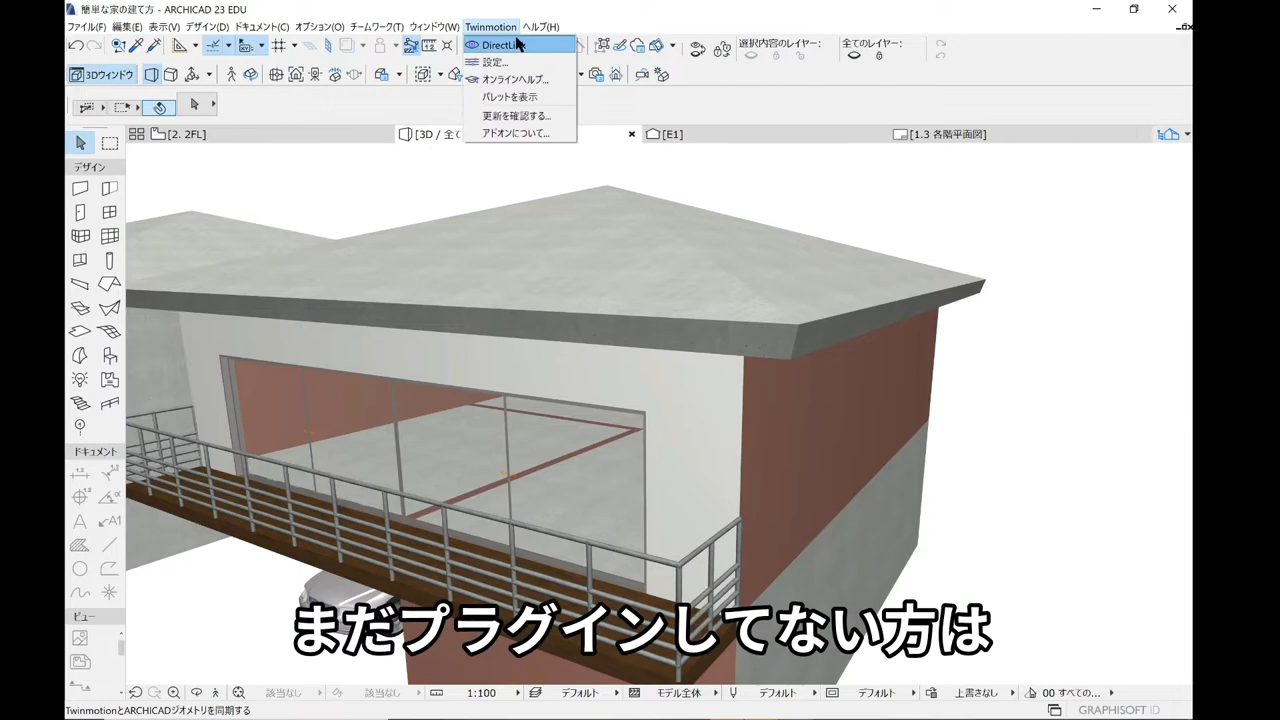 簡単な家の建て方 - ARCHICAD 23 EDU
ファイル(F) 編集(E) 表示(V) デザイン(D) ドキュメント(C) オプション(O) チームワーク(T) ウィンドウ(W) Twinmotion ヘルプ(H)
DirectLink
設定...
オンラインヘルプ...
パレットを表示
更新を確認する...
アドオンについて...
選択内容のレイヤー: 全てのレイヤー:
3Dウィンドウ
[2. 2FL] [3D / 全て [E1] [1.3 各階平面図]
デザイン
ドキュメント
ビュー
まだプラグインしてない方は
該当なし 該当なし 1:100 デフォルト モデル全体 デフォルト デフォルト 上書きなし 00 すべての...
TwinmotionとARCHICADジオメトリを同期する
GRAPHISOFT ID